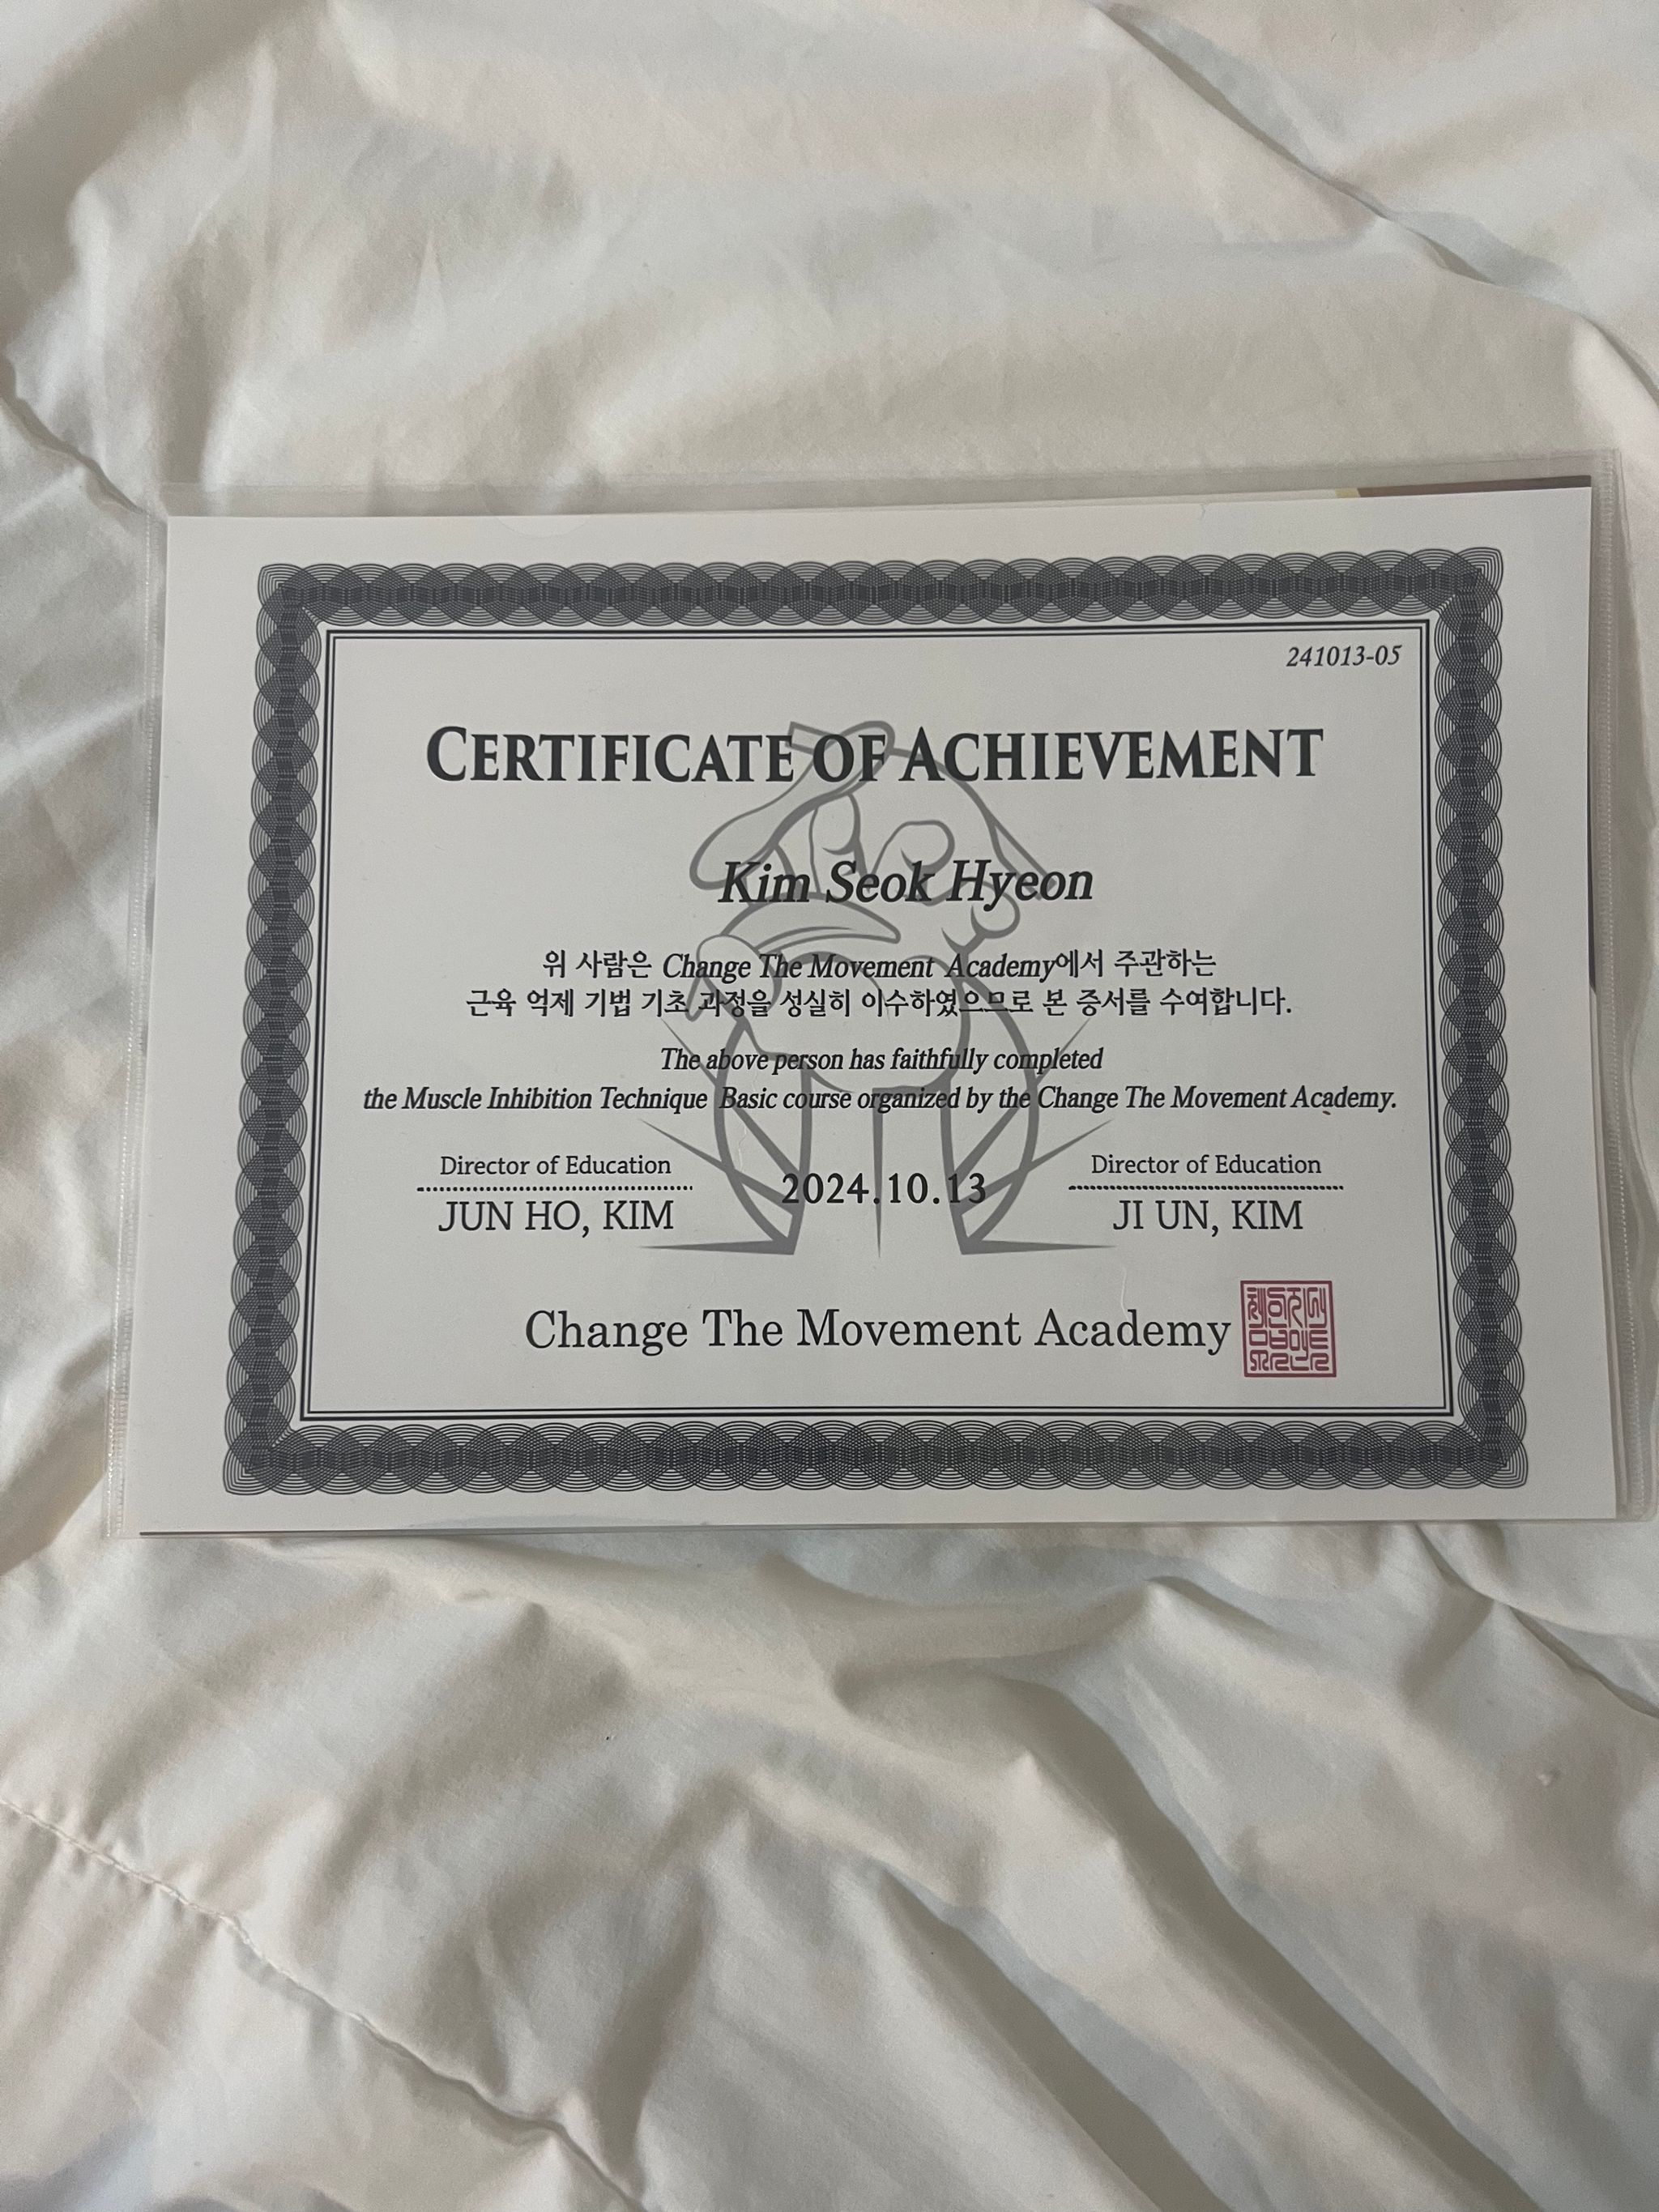 241013-05
CERTIFICATE OF ACHIEVEMENT
Kim Seok Hyeon
위 사람은 Change The Movement Academy에서 주관하는
근육 억제 기법 기초 과정을 성실히 이수하였으므로 본 증서를 수여합니다.
The above person has faithfully completed
the Muscle Inhibition Technique Basic course organized by the Change The Movement Academy.
Director of Education
JUN HO, KIM
2024.10.13
Director of Education
JI UN, KIM
Change The Movement Academy